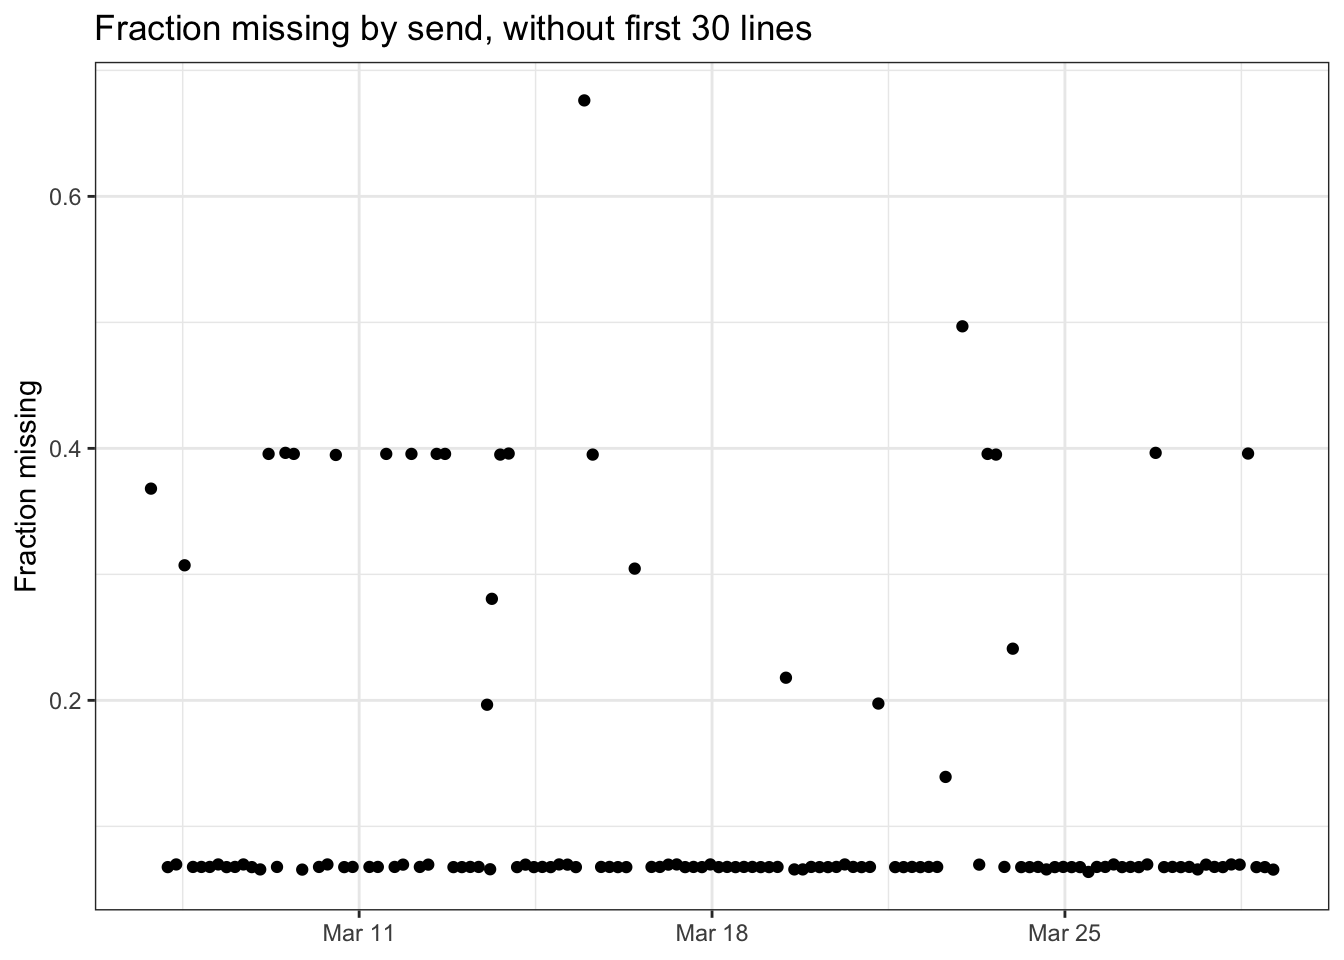 Fraction missing by send, without first 30 lines
Fraction missing
0.6
0.4
0.2
Mar 11
Mar 18
Mar 25